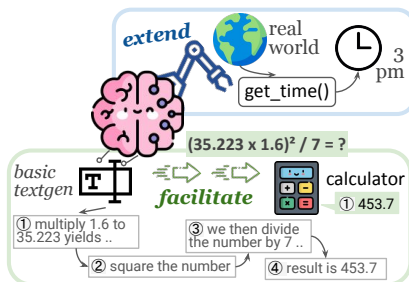 extend
real
world
get_time()
3
pm
(35.223 x 1.6)² / 7 = ?
basic
textgen
T
facilitate
calculator
① 453.7
① multiply 1.6 to
35.223 yields ..
② square the number
③ we then divide
the number by 7 ..
④ result is 453.7